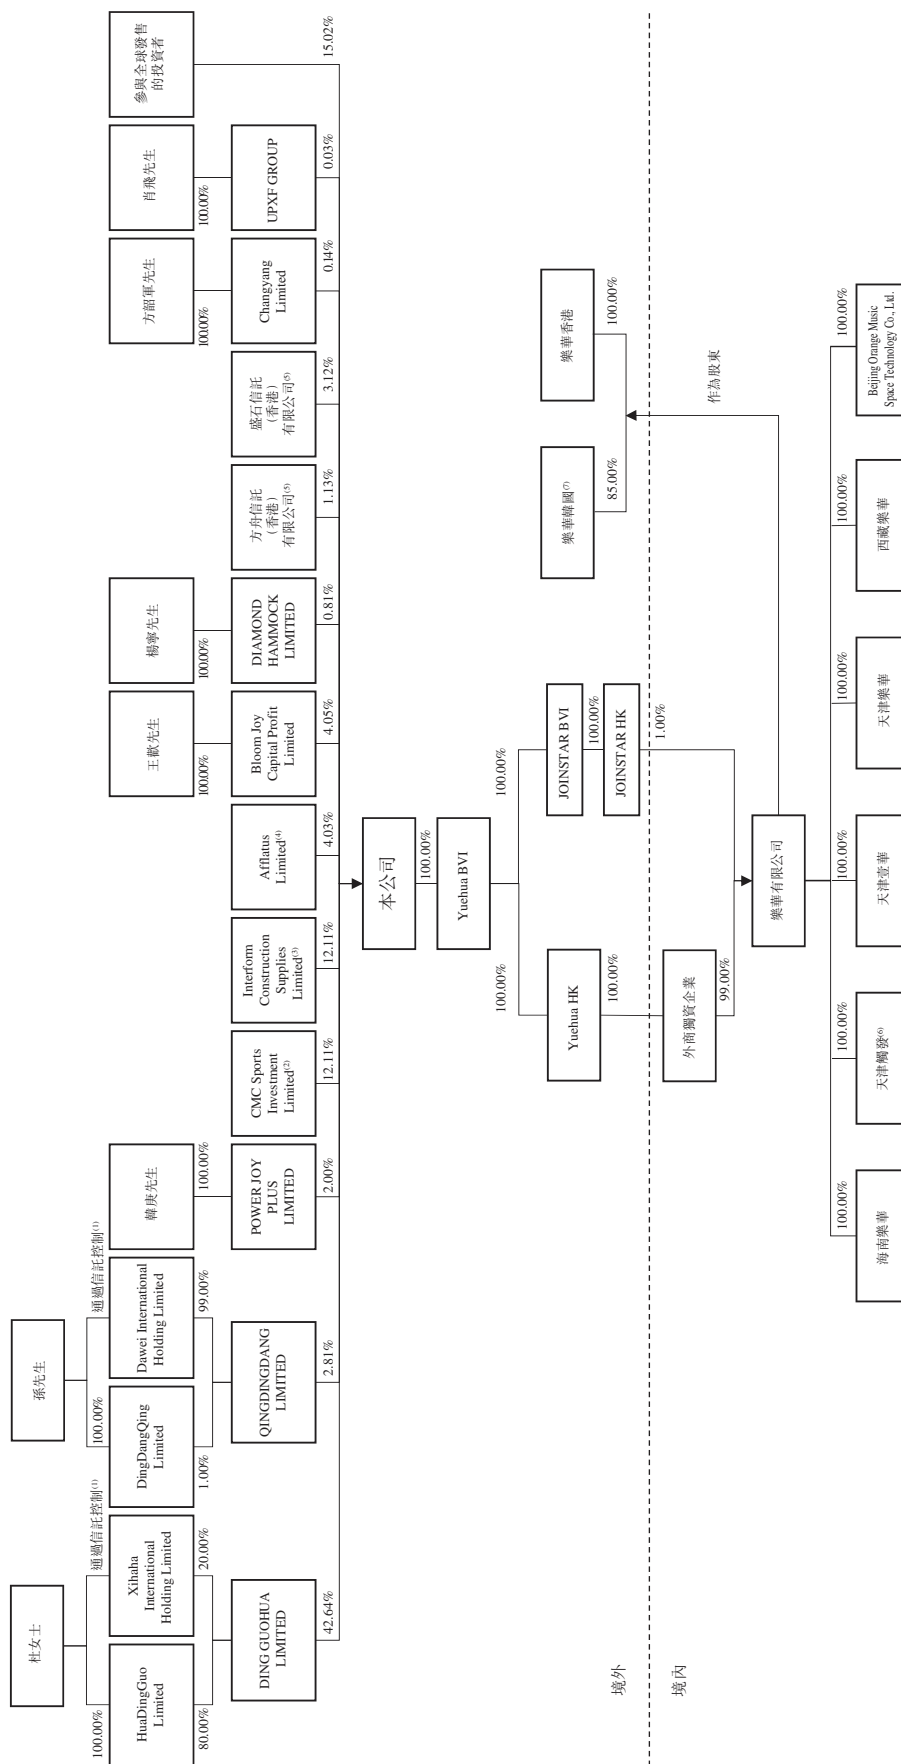 杜女士
孫先生
100.00%
通過信託控制(1)
100.00%
通過信託控制(1)
HuaDingGuo
Limited
Xihaha
International
Holding Limited
DingDangQing
Limited
Dawei International
Holding Limited
韓庚先生
王歡先生
楊寧先生
方韶軍先生
肖飛先生
參與全球發售
的投資者
80.00%
20.00%
1.00%
99.00%
100.00%
100.00%
100.00%
100.00%
100.00%
DING GUOHUA
LIMITED
QINGDINGDANG
LIMITED
POWER JOY
PLUS
LIMITED
CMC Sports
Investment
Limited(2)
Interform
Construction
Supplies
Limited(3)
Afflatus
Limited(4)
Bloom Joy
Capital Profit
Limited
DIAMOND
HAMMOCK
LIMITED
方舟信託
(香港)
有限公司(5)
盛石信託
(香港)
有限公司(5)
Changyang
Limited
UPXF GROUP
42.64%
2.81%
2.00%
12.11%
12.11%
4.03%
4.05%
0.81%
1.13%
3.12%
0.14%
0.03%
15.02%
本公司
100.00%
Yuehua BVI
100.00%
100.00%
Yuehua HK
JOINSTAR BVI
樂華韓國(7)
樂華香港
100.00%
100.00%
JOINSTAR HK
85.00%
100.00%
境外
境內
外商獨資企業
1.00%
99.00%
作為股東
樂華有限公司
100.00%
100.00%
100.00%
100.00%
100.00%
100.00%
海南樂華
天津觸發(6)
天津壹華
天津樂華
西藏樂華
Beijing Orange Music
Space Technology Co., Ltd.